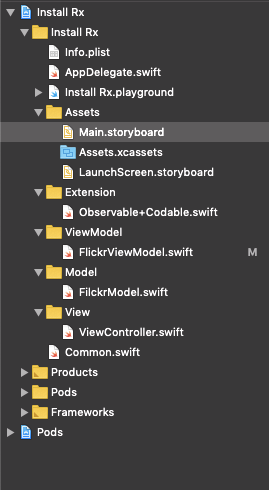 Install Rx
Install Rx
Info.plist
AppDelegate.swift
Install Rx.playground
Assets
Main.storyboard
Assets.xcassets
LaunchScreen.storyboard
Extension
Observable+Codable.swift
ViewModel
FlickrViewModel.swift M
Model
FilckrModel.swift
View
ViewController.swift
Common.swift
Products
Pods
Frameworks
Pods